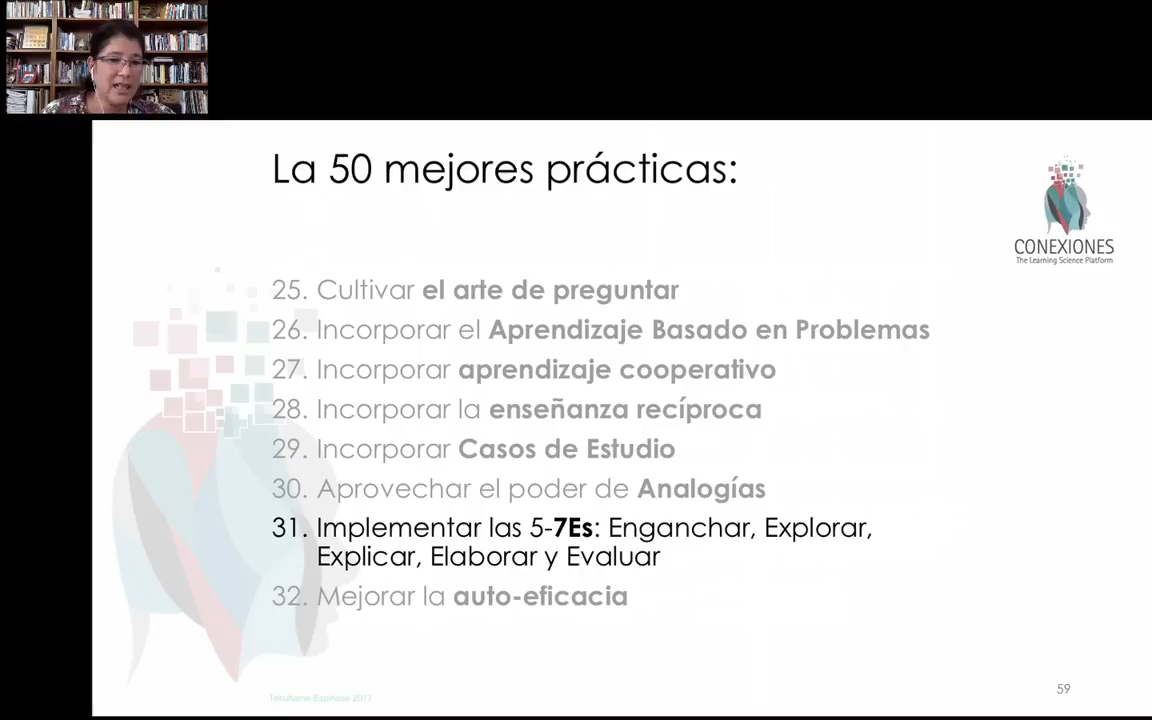 La 50 mejores prácticas:
CONEXIONES
The Learning Science Platform
25. Cultivar el arte de preguntar
26. Incorporar el Aprendizaje Basado en Problemas
27. Incorporar aprendizaje cooperativo
28. Incorporar la enseñanza recíproca
29. Incorporar Casos de Estudio
30. Aprovechar el poder de Analogías
31. Implementar las 5-7Es: Enganchar, Explorar,
Explicar, Elaborar y Evaluar
32. Mejorar la auto-eficacia
Tokuhama-Espinosa 2017
59